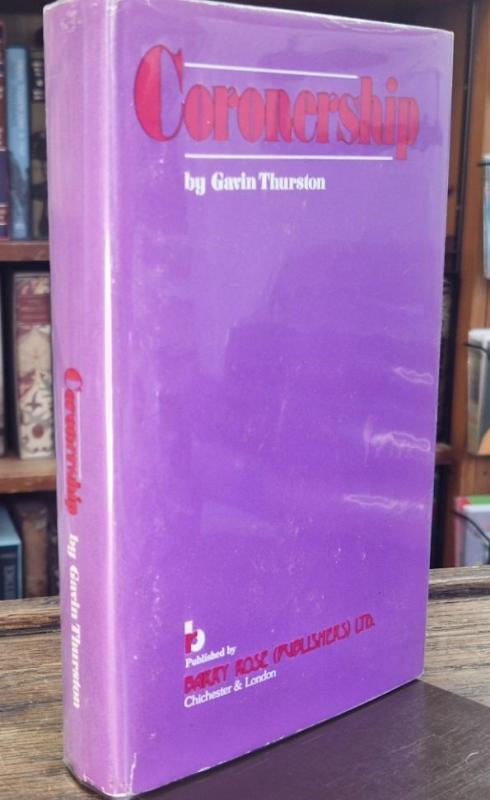 Coronership
by Gavin Thurston
Published by
BARRY ROSE (PUBLISHERS) LTD.
Chichester & London
Coronership by Gavin Thurston